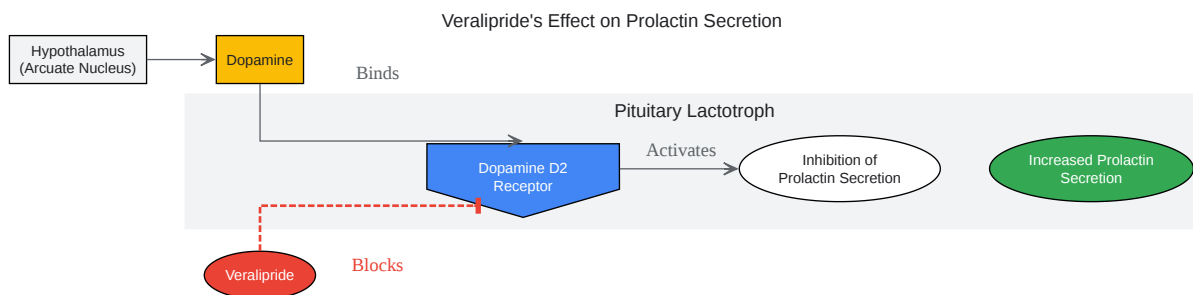 Veralipride's Effect on Prolactin Secretion
Hypothalamus
(Arcuate Nucleus)
Dopamine
Binds
Pituitary Lactotroph
Dopamine D2
Receptor
Activates
Inhibition of
Prolactin Secretion
Increased Prolactin
Secretion
Veralipride
Blocks